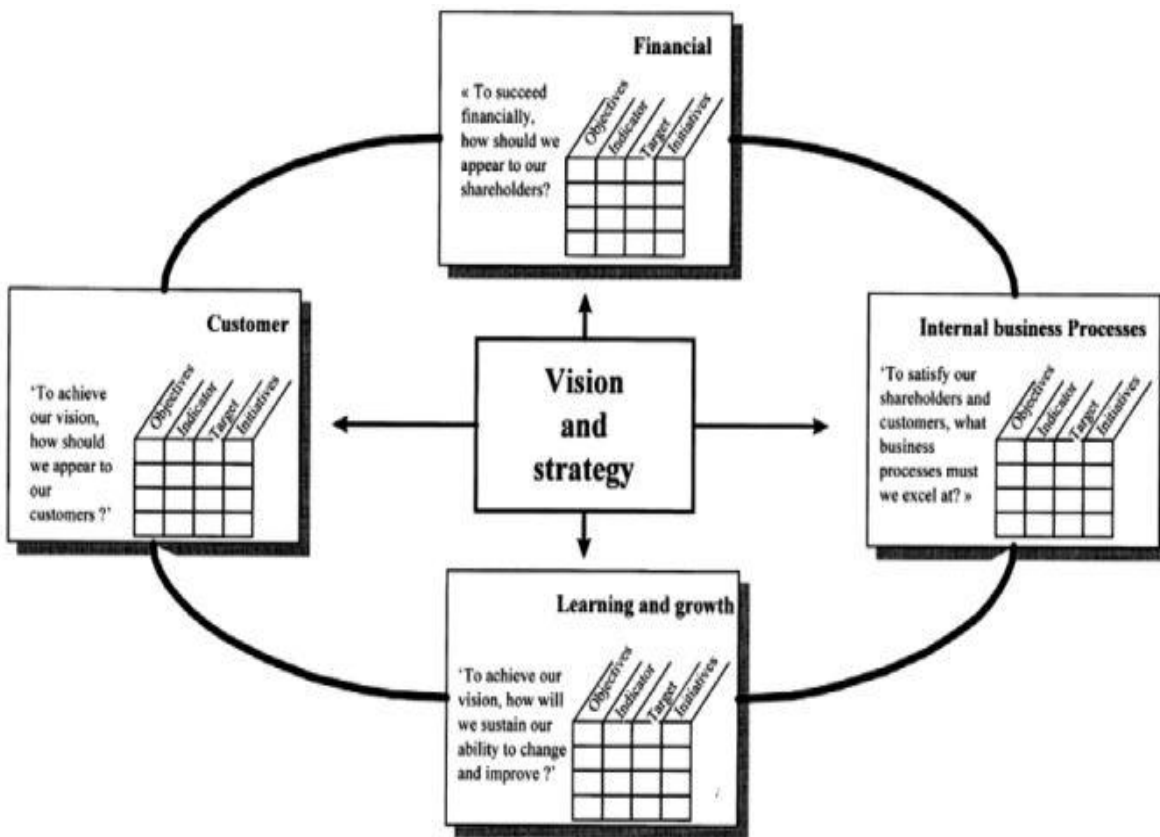 Financial
« To succeed
financially,
how should we
appear to our
shareholders?
Objectives
Indicator
Target
Initiatives
Customer
‘To achieve
our vision,
how should
we appear to
our
customers ?’
Objectives
Indicator
Target
Initiatives
Vision
and
strategy
Internal business Processes
‘To satisfy our
shareholders and
customers, what
business
processes must
we excel at? »
Objectives
Indicator
Target
Initiatives
Learning and growth
‘To achieve our
vision, how will
we sustain our
ability to change
and improve ?’
Objectives
Indicator
Target
Initiatives